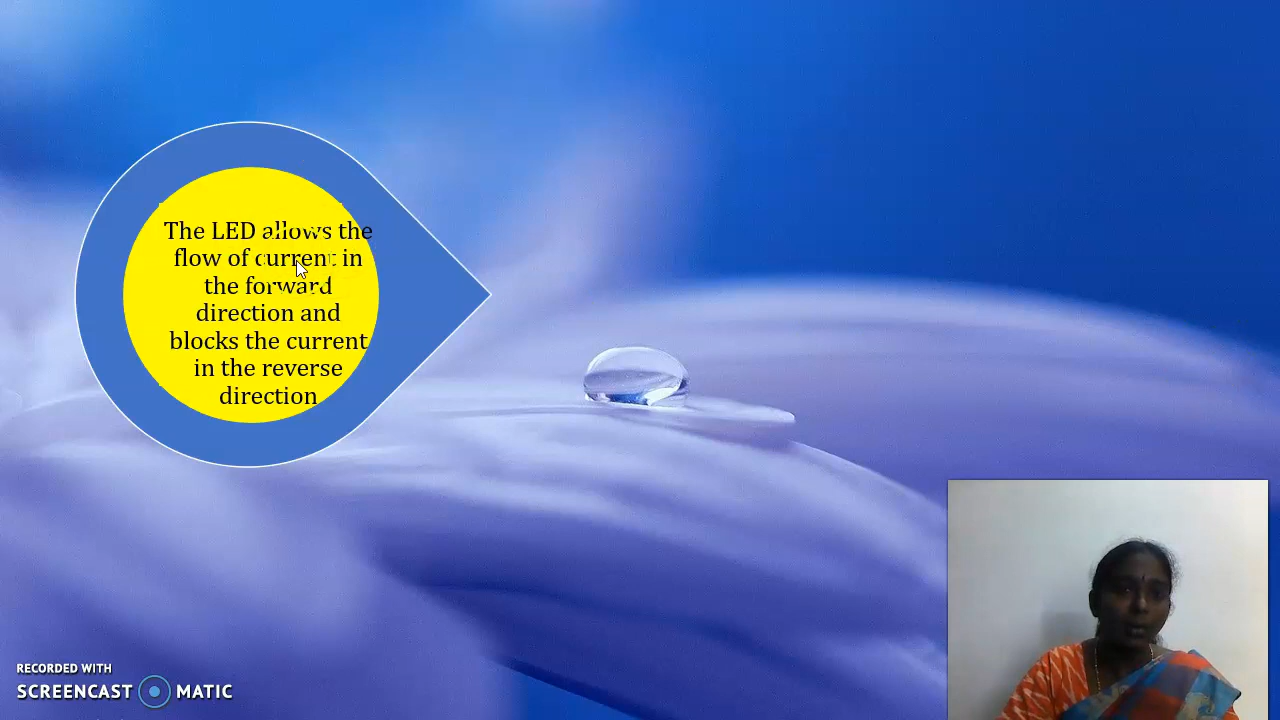 The LED allows the
flow of current in
the forward
direction and
blocks the current
in the reverse
direction
RECORDED WITH
SCREENCAST MATIC